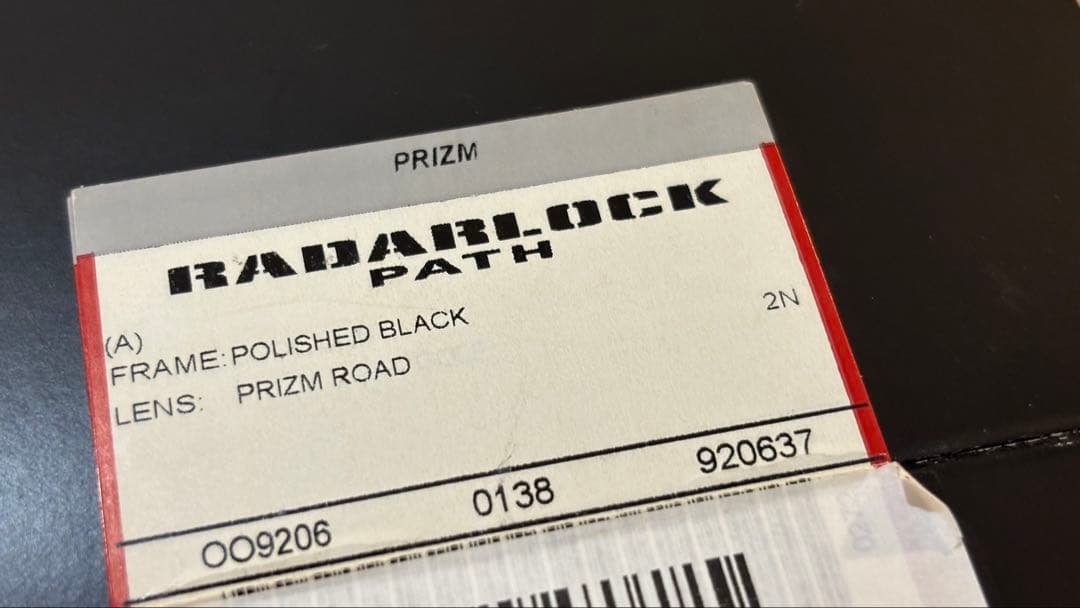 PRIZM
RADARLOCK
PATH
(A) 2N
FRAME: POLISHED BLACK
LENS: PRIZM ROAD
OO9206 0138 920637